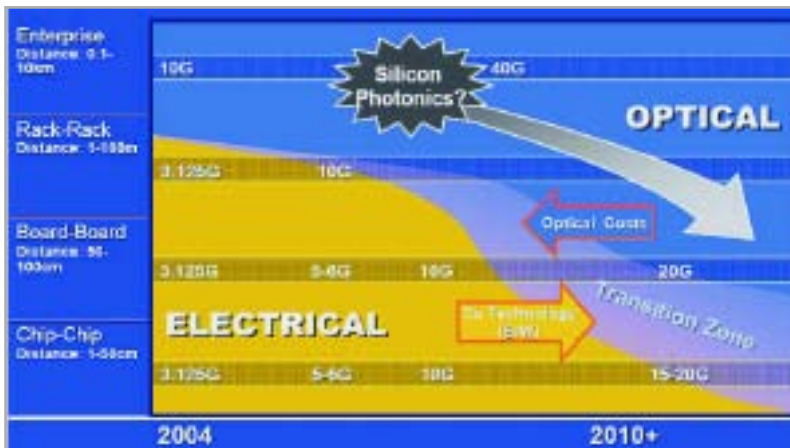 Enterprise
Distance: 0.1-
10km
10G
40G
Silicon
Photonics?
OPTICAL
Rack-Rack
Distance: 1-100m
3.125G
10G
Optical Costs
Board-Board
Distance: 50-
100cm
3.125G
5-6G
10G
20G
Transition Zone
ELECTRICAL
Cu Technology
Chip-Chip
Distance: 1-50cm
3.125G
5-6G
10G
15-20G
2004
2010+